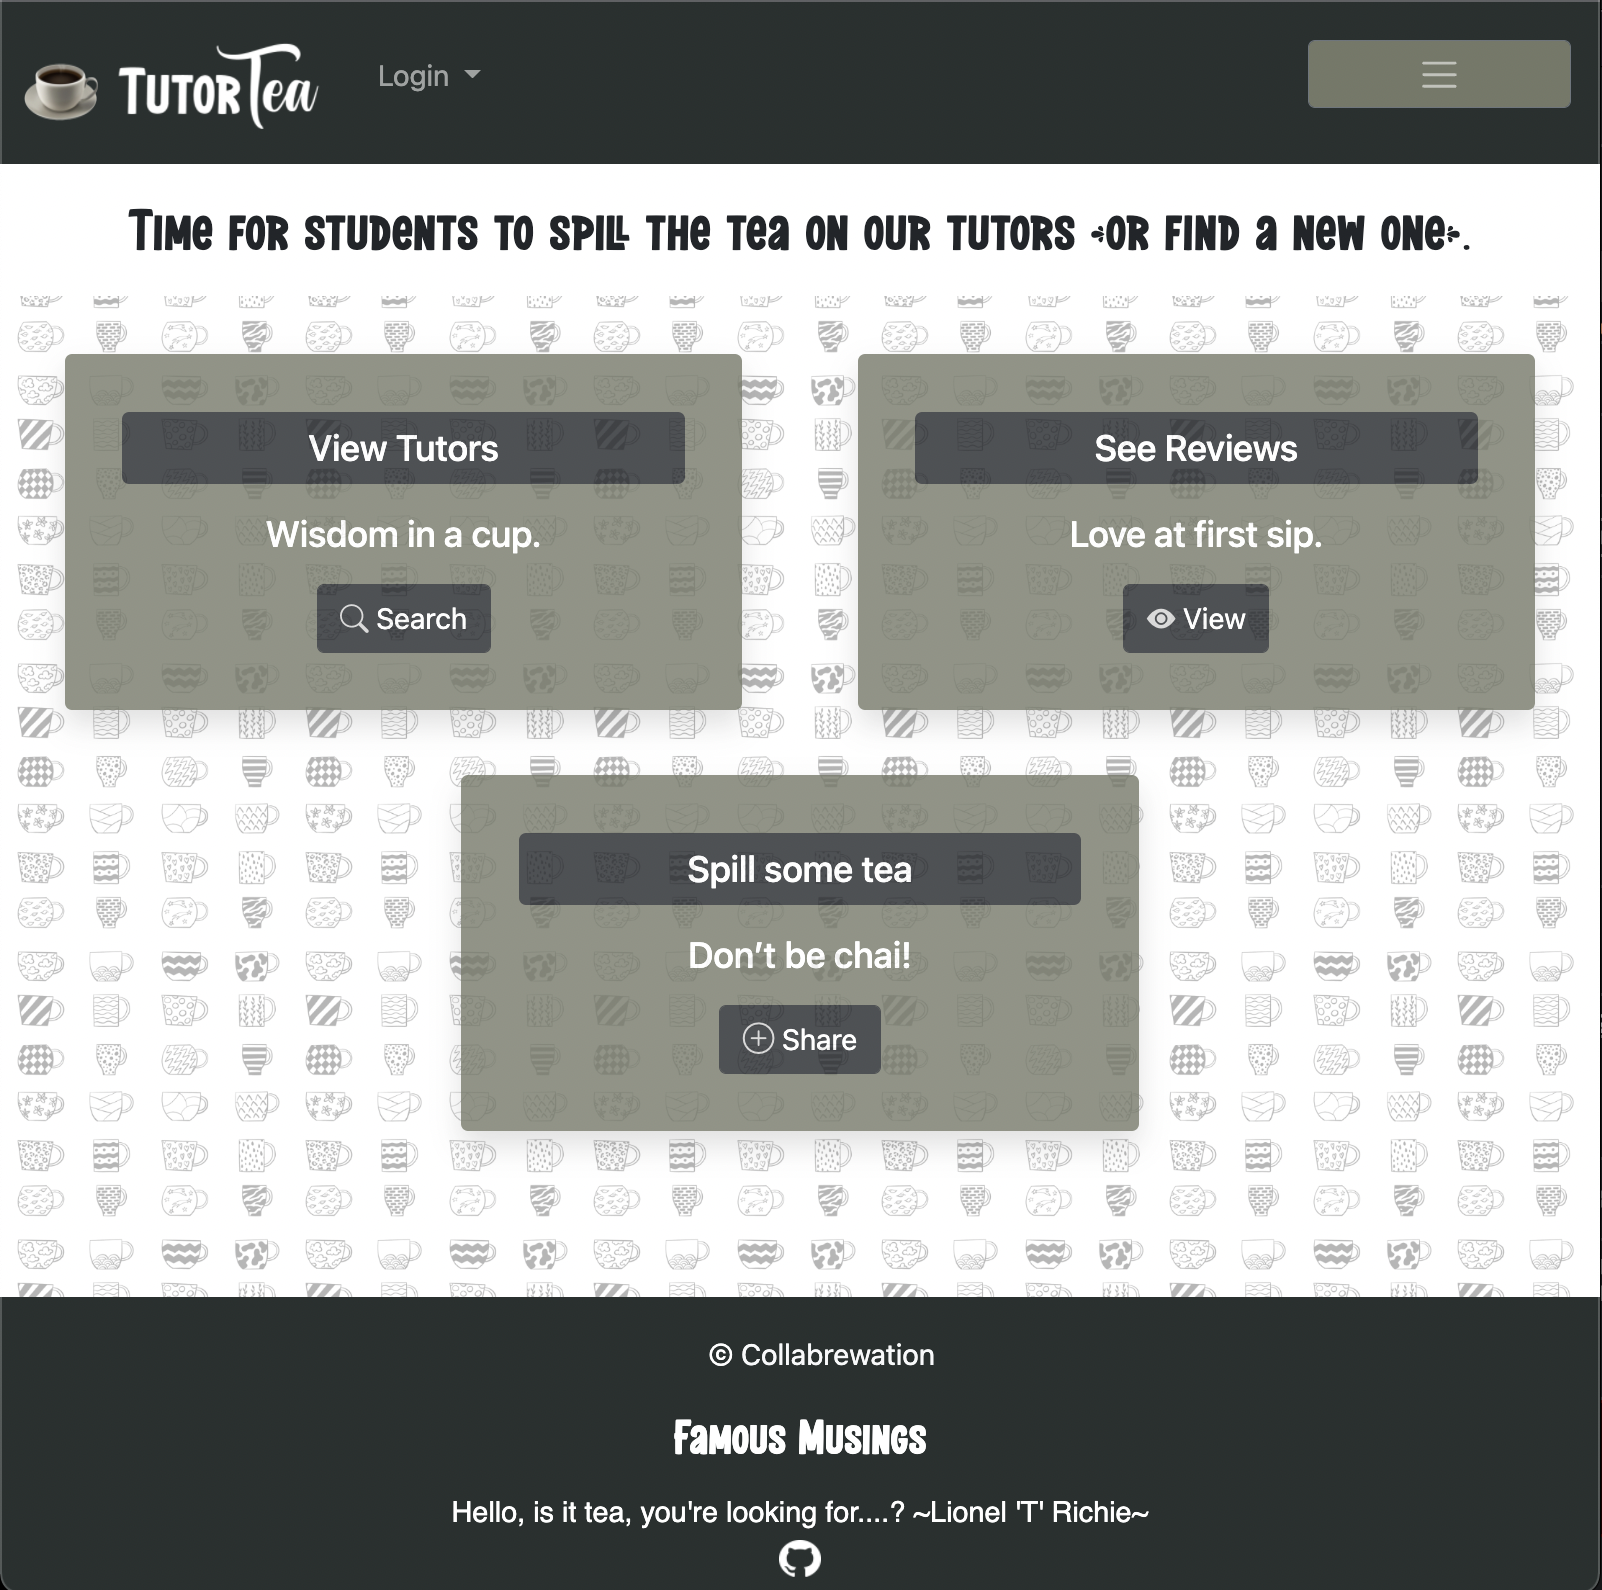 TUTOR Tea
Login
Time for students to spill the tea on our tutors (or find a new one).
View Tutors
Wisdom in a cup.
Search
See Reviews
Love at first sip.
View
Spill some tea
Don't be chai!
Share
© Collabrewation
Famous Musings
Hello, is it tea, you're looking for....? ~Lionel 'T' Richie~